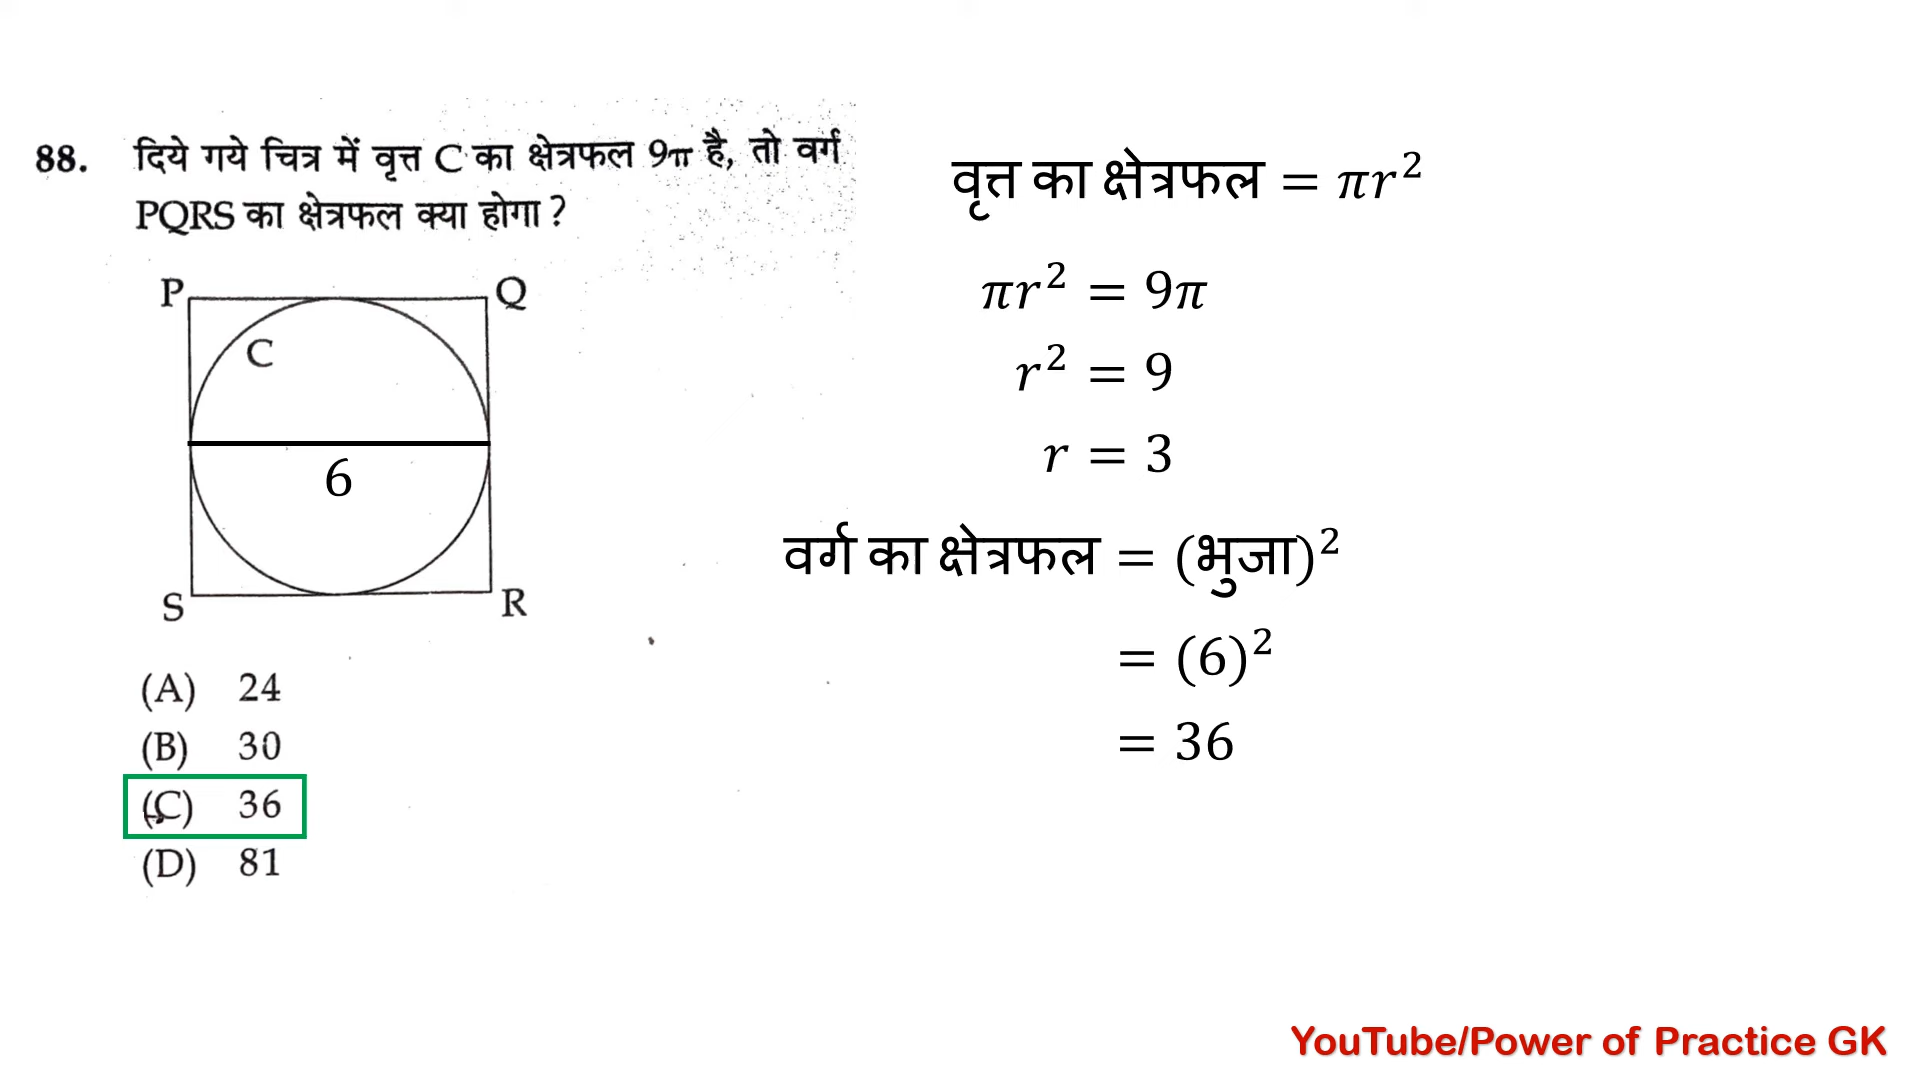 88. दिये गये चित्र में वृत्त C का क्षेत्रफल 9π है, तो वर्ग
PQRS का क्षेत्रफल क्या होगा ?
P
Q
C
6
S
R
(A) 24
(B) 30
(C) 36
(D) 81
वृत्त का क्षेत्रफल = πr²
πr² = 9π
r² = 9
r = 3
वर्ग का क्षेत्रफल = (भुजा)²
= (6)²
= 36
YouTube/Power of Practice GK